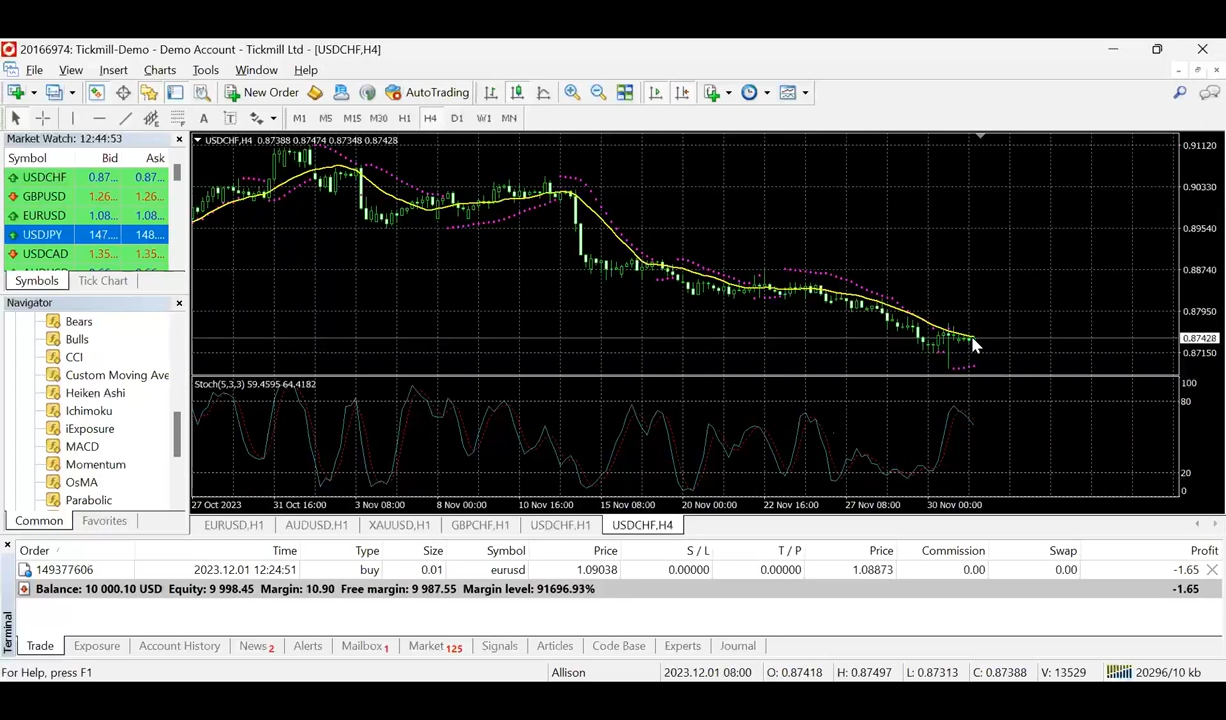 20166974: Tickmill-Demo - Demo Account - Tickmill Ltd - [USDCHF,H4]
File View Insert Charts Tools Window Help
New Order AutoTrading
A T M1 M5 M15 M30 H1 H4 D1 W1 MN
Market Watch: 12:44:53
Symbol Bid Ask
USDCHF 0.87... 0.87...
GBPUSD 1.26... 1.26...
EURUSD 1.08... 1.08...
USDJPY 147.... 148....
USDCAD 1.35... 1.35...
Symbols Tick Chart
Navigator
Bears
Bulls
CCI
Custom Moving Ave
Heiken Ashi
Ichimoku
iExposure
MACD
Momentum
OsMA
Parabolic
Common Favorites
USDCHF,H4 0.87388 0.87474 0.87348 0.87428
0.91120
0.90330
0.89540
0.88740
0.87950
0.87428
0.87150
Stoch(5,3,3) 59.4595 64.4182
100
80
20
0
27 Oct 2023 31 Oct 16:00 3 Nov 08:00 8 Nov 00:00 10 Nov 16:00 15 Nov 08:00 20 Nov 00:00 22 Nov 16:00 27 Nov 08:00 30 Nov 00:00
EURUSD,H1 AUDUSD,H1 XAUUSD,H1 GBPCHF,H1 USDCHF,H1 USDCHF,H4
Order / Time Type Size Symbol Price S / L T / P Price Commission Swap Profit
149377606 2023.12.01 12:24:51 buy 0.01 eurusd 1.09038 0.00000 0.00000 1.08873 0.00 0.00 -1.65
Balance: 10 000.10 USD Equity: 9 998.45 Margin: 10.90 Free margin: 9 987.55 Margin level: 91696.93% -1.65
Terminal
Trade Exposure Account History News 2 Alerts Mailbox 1 Market 125 Signals Articles Code Base Experts Journal
For Help, press F1 Allison 2023.12.01 08:00 O: 0.87418 H: 0.87497 L: 0.87313 C: 0.87388 V: 13529 20296/10 kb